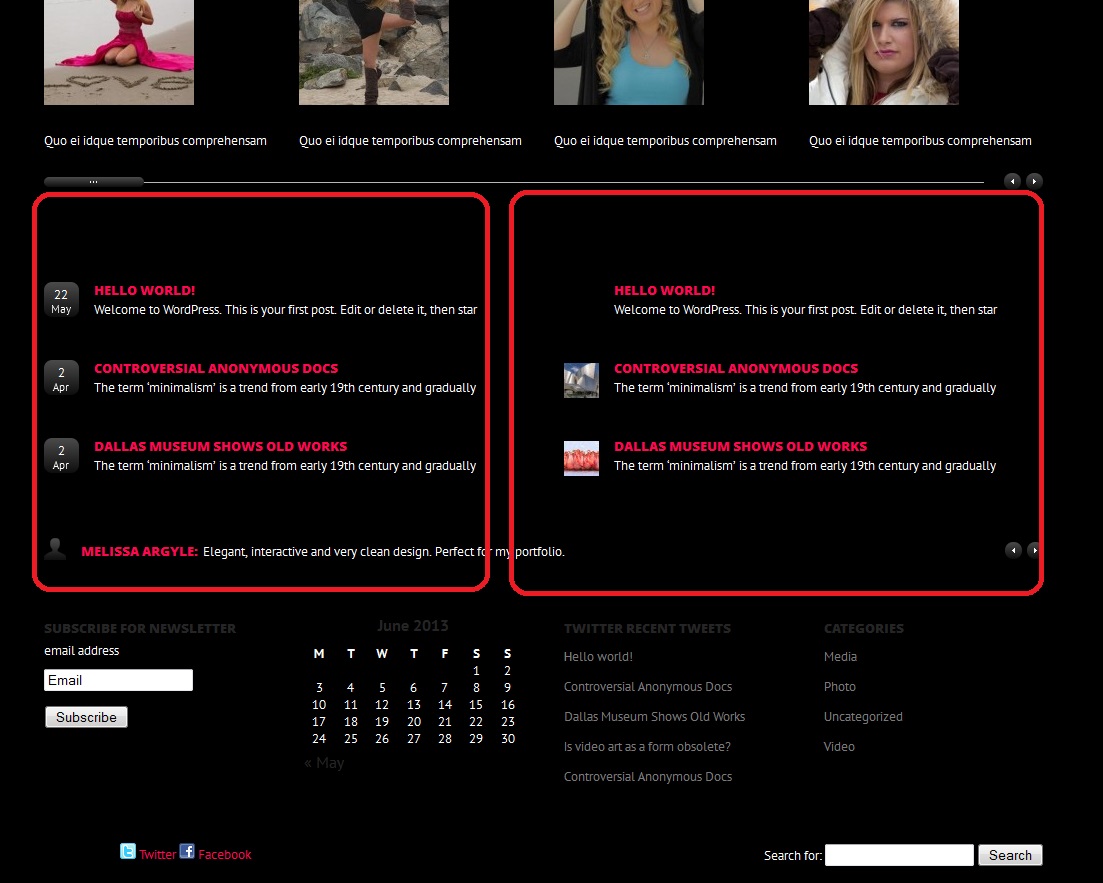 LOVE
Quo ei idque temporibus comprehensam
Quo ei idque temporibus comprehensam
Quo ei idque temporibus comprehensam
Quo ei idque temporibus comprehensam
22
May
HELLO WORLD!
Welcome to WordPress. This is your first post. Edit or delete it, then star
2
Apr
CONTROVERSIAL ANONYMOUS DOCS
The term ‘minimalism’ is a trend from early 19th century and gradually
2
Apr
DALLAS MUSEUM SHOWS OLD WORKS
The term ‘minimalism’ is a trend from early 19th century and gradually
HELLO WORLD!
Welcome to WordPress. This is your first post. Edit or delete it, then star
CONTROVERSIAL ANONYMOUS DOCS
The term ‘minimalism’ is a trend from early 19th century and gradually
DALLAS MUSEUM SHOWS OLD WORKS
The term ‘minimalism’ is a trend from early 19th century and gradually
MELISSA ARGYLE: Elegant, interactive and very clean design. Perfect for my portfolio.
SUBSCRIBE FOR NEWSLETTER
email address
Email
Subscribe
June 2013
M T W T F S S
1 2
3 4 5 6 7 8 9
10 11 12 13 14 15 16
17 18 19 20 21 22 23
24 25 26 27 28 29 30
« May
TWITTER RECENT TWEETS
Hello world!
Controversial Anonymous Docs
Dallas Museum Shows Old Works
Is video art as a form obsolete?
Controversial Anonymous Docs
CATEGORIES
Media
Photo
Uncategorized
Video
Twitter Facebook
Search for: Search